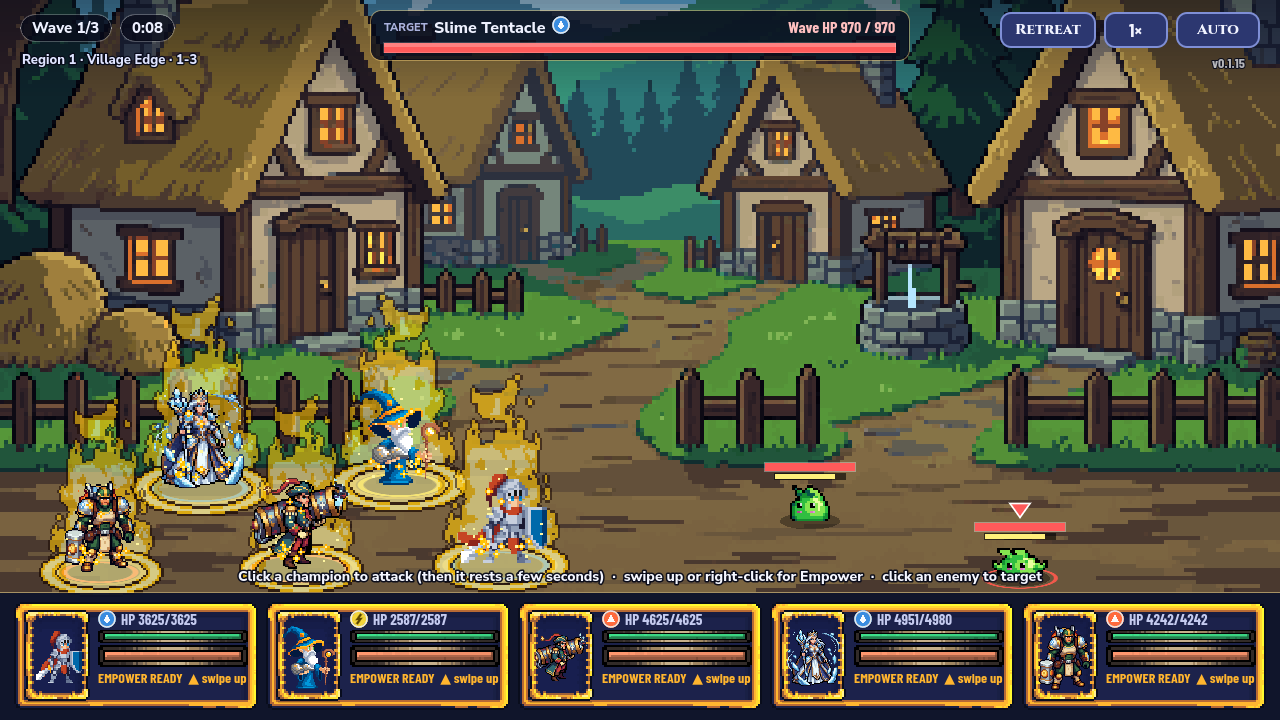 Wave 1/3
0:08
Region 1 · Village Edge · 1-3
TARGET Slime Tentacle
Wave HP 970 / 970
RETREAT
1×
AUTO
v0.1.15
Click a champion to attack (then it rests a few seconds) · swipe up or right-click for Empower · click an enemy to target
HP 3625/3625
EMPOWER READY ▲ swipe up
HP 2587/2587
EMPOWER READY ▲ swipe up
HP 4625/4625
EMPOWER READY ▲ swipe up
HP 4951/4980
EMPOWER READY ▲ swipe up
HP 4242/4242
EMPOWER READY ▲ swipe up